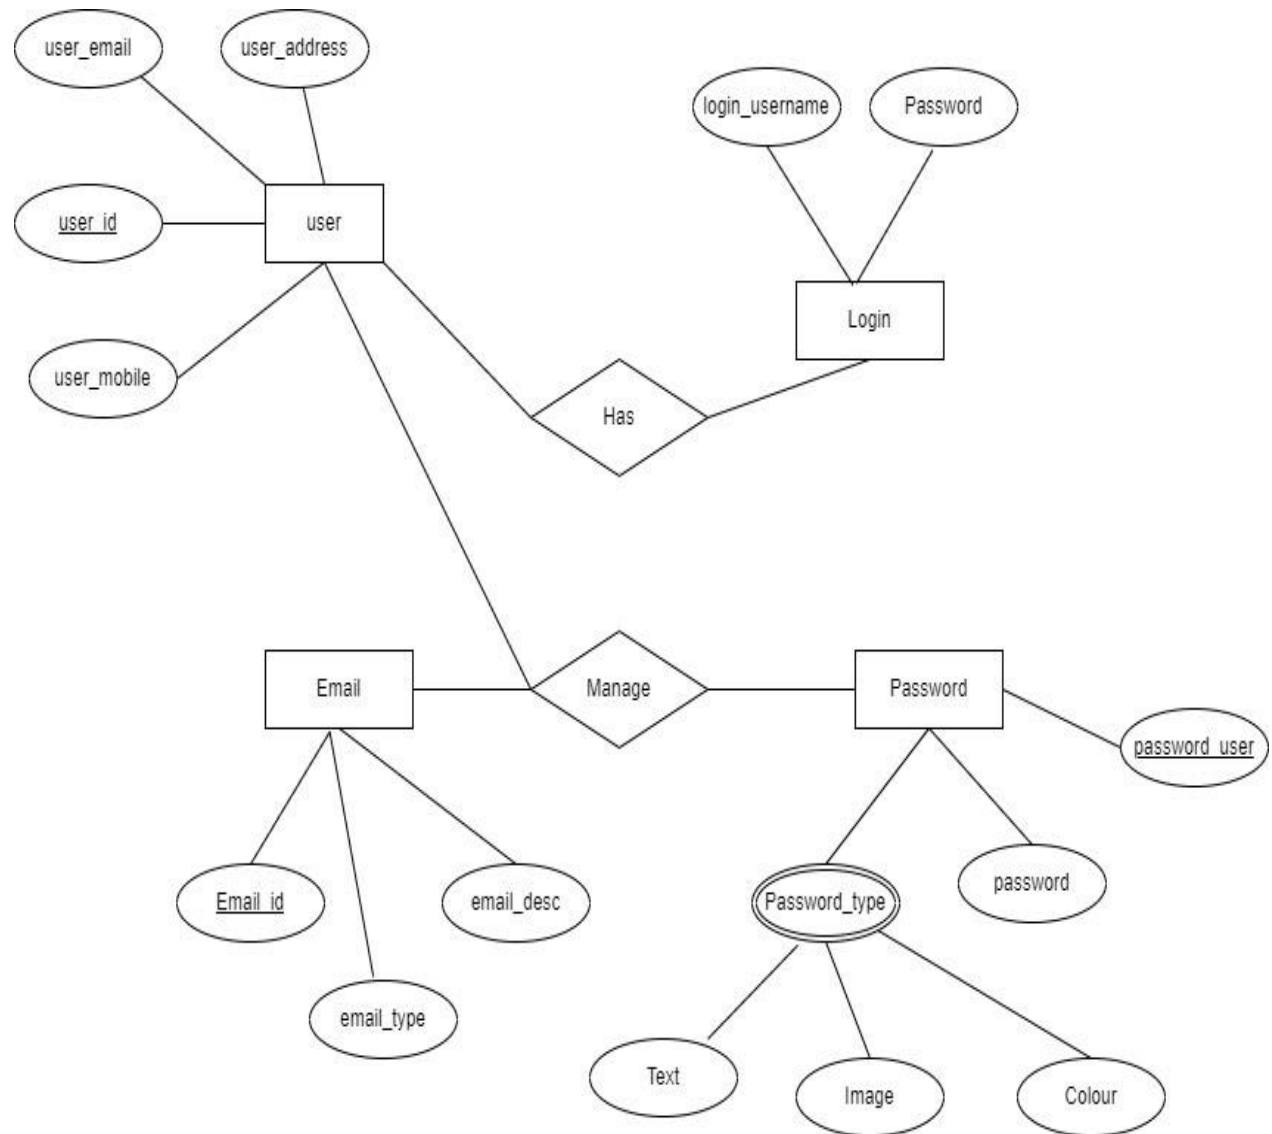 user_email
user_address
login_username
Password
user_id
user
Login
user_mobile
Has
Email
Manage
Password
password_user
Email_id
email_desc
Password_type
password
email_type
Text
Image
Colour